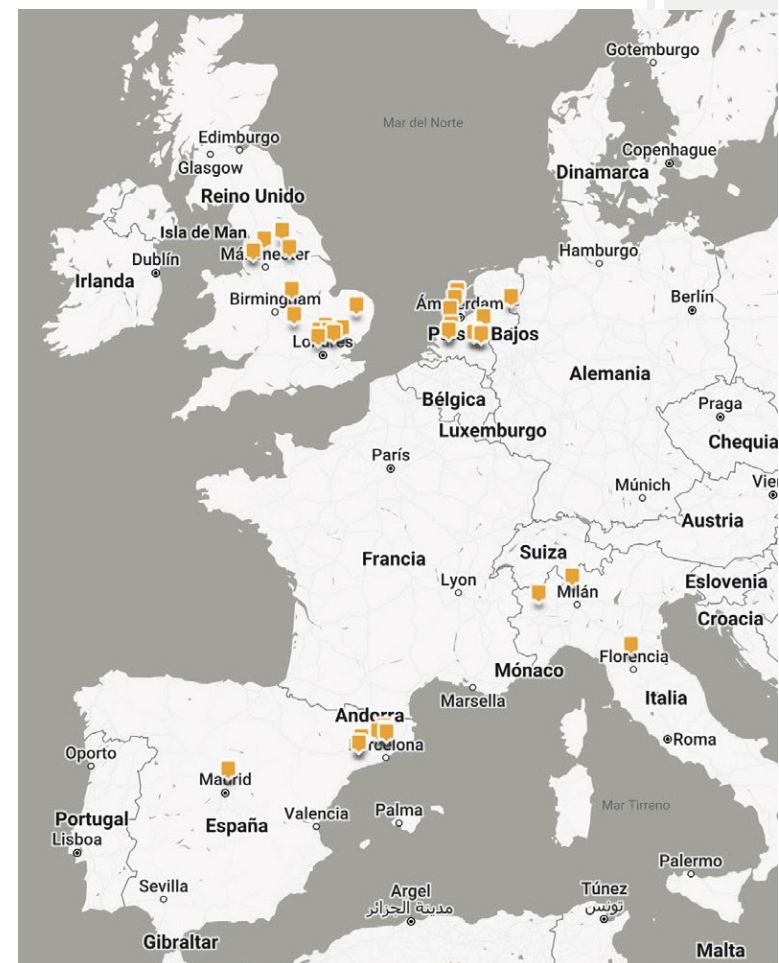 Gotemburgo
Mar del Norte
Edimburgo
Copenhague
Glasgow
Dinamarca
Reino Unido
Isla de Man
Hamburgo
Dublín
Irlanda
Birmingham
Berlín
Bajos
Alemania
Bélgica
Praga
Luxemburgo
Chequia
París
Múnich
Austria
Suiza
Francia
Lyon
Eslovenia
Milán
Croacia
Florencia
Mónaco
Marsella
Italia
Andorra
Barcelona
Roma
Oporto
Madrid
Mar Tirreno
Valencia
Palma
Portugal
España
Lisboa
Palermo
Sevilla
Argel
مدينة الجزائر
Túnez
تونس
Gibraltar
Malta